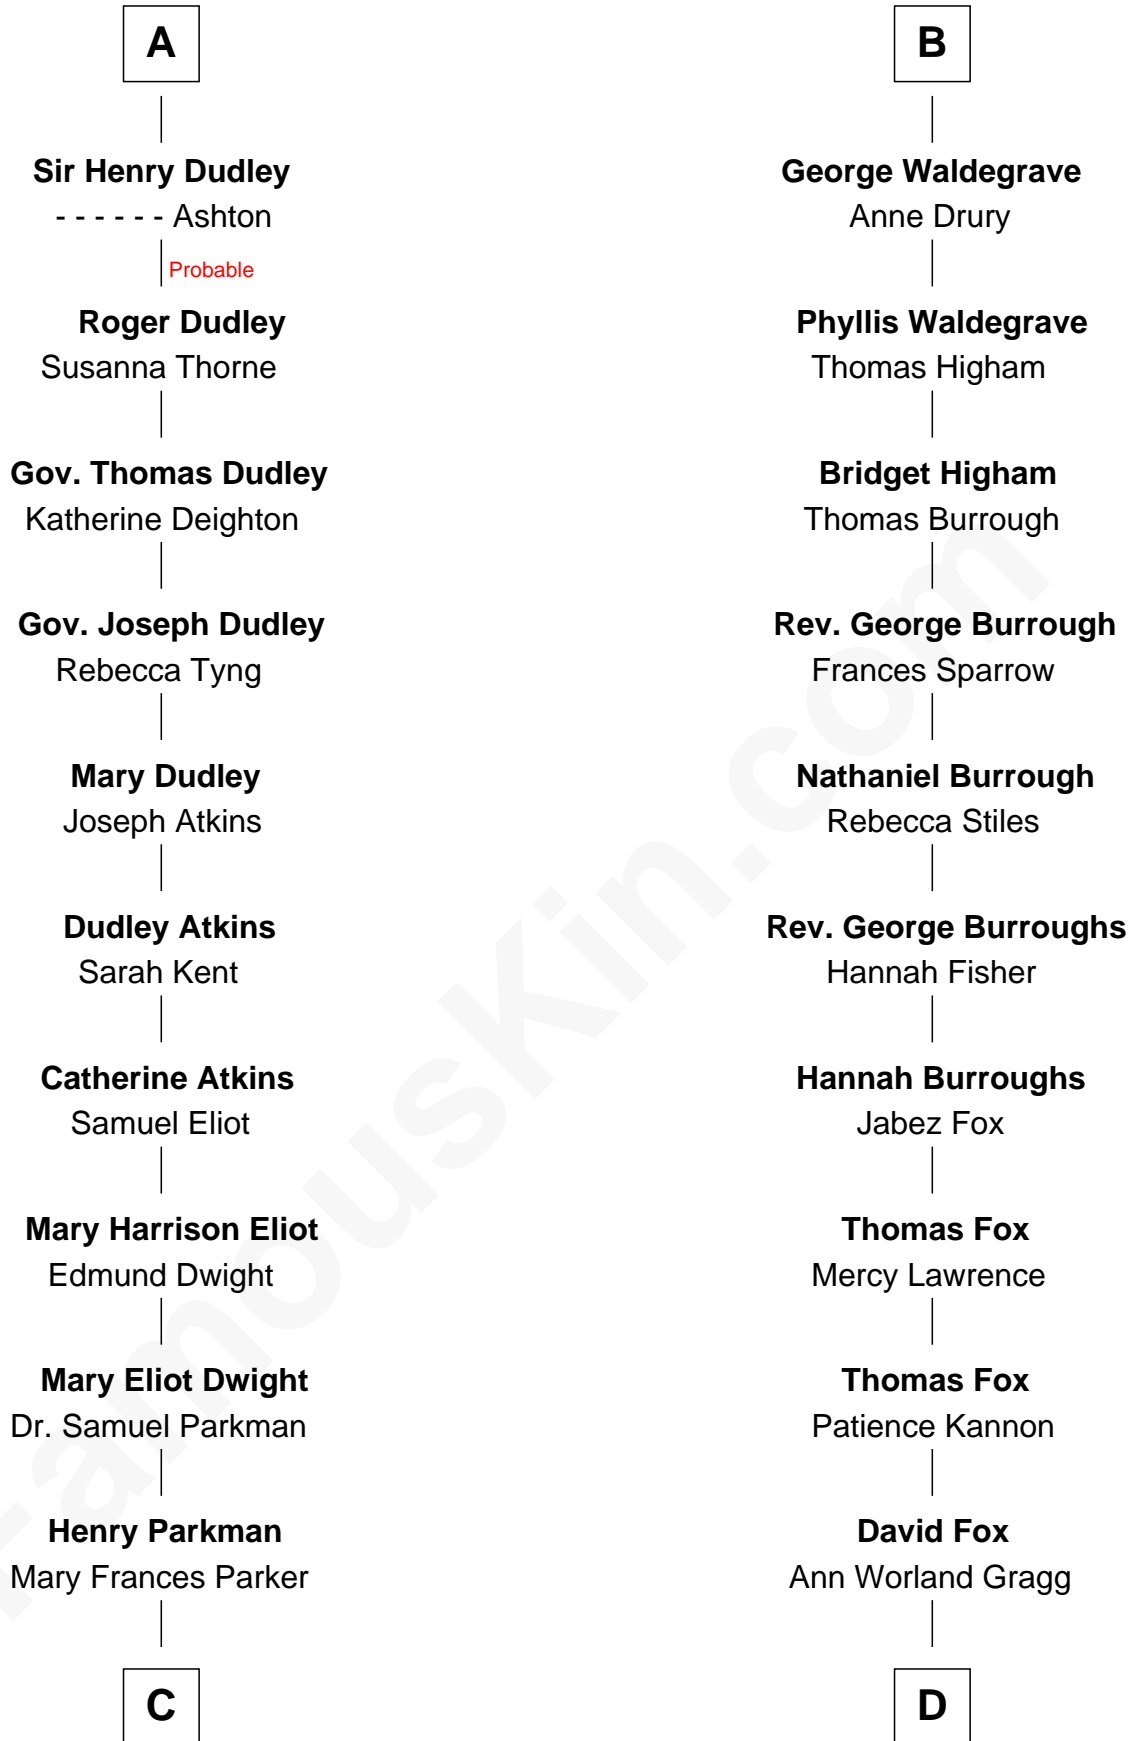 A
Sir Henry Dudley
- - - - - - Ashton
Probable
Roger Dudley
Susanna Thorne
Gov. Thomas Dudley
Katherine Deighton
Gov. Joseph Dudley
Rebecca Tyng
Mary Dudley
Joseph Atkins
Dudley Atkins
Sarah Kent
Catherine Atkins
Samuel Eliot
Mary Harrison Eliot
Edmund Dwight
Mary Eliot Dwight
Dr. Samuel Parkman
Henry Parkman
Mary Frances Parker
C
B
George Waldegrave
Anne Drury
Phyllis Waldegrave
Thomas Higham
Bridget Higham
Thomas Burrough
Rev. George Burrough
Frances Sparrow
Nathaniel Burrough
Rebecca Stiles
Rev. George Burroughs
Hannah Fisher
Hannah Burroughs
Jabez Fox
Thomas Fox
Mercy Lawrence
Thomas Fox
Patience Kannon
David Fox
Ann Worland Gragg
D
FamousKin.com